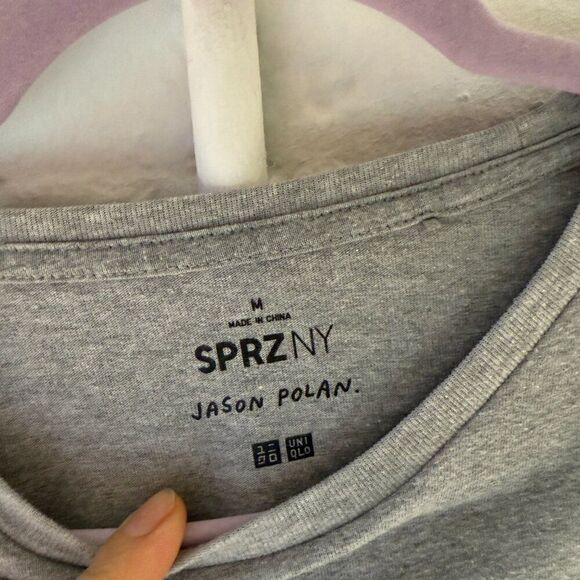 M
MADE IN CHINA
SPRZ NY
JASON POLAN.
ユニ UNI
クロ QLO